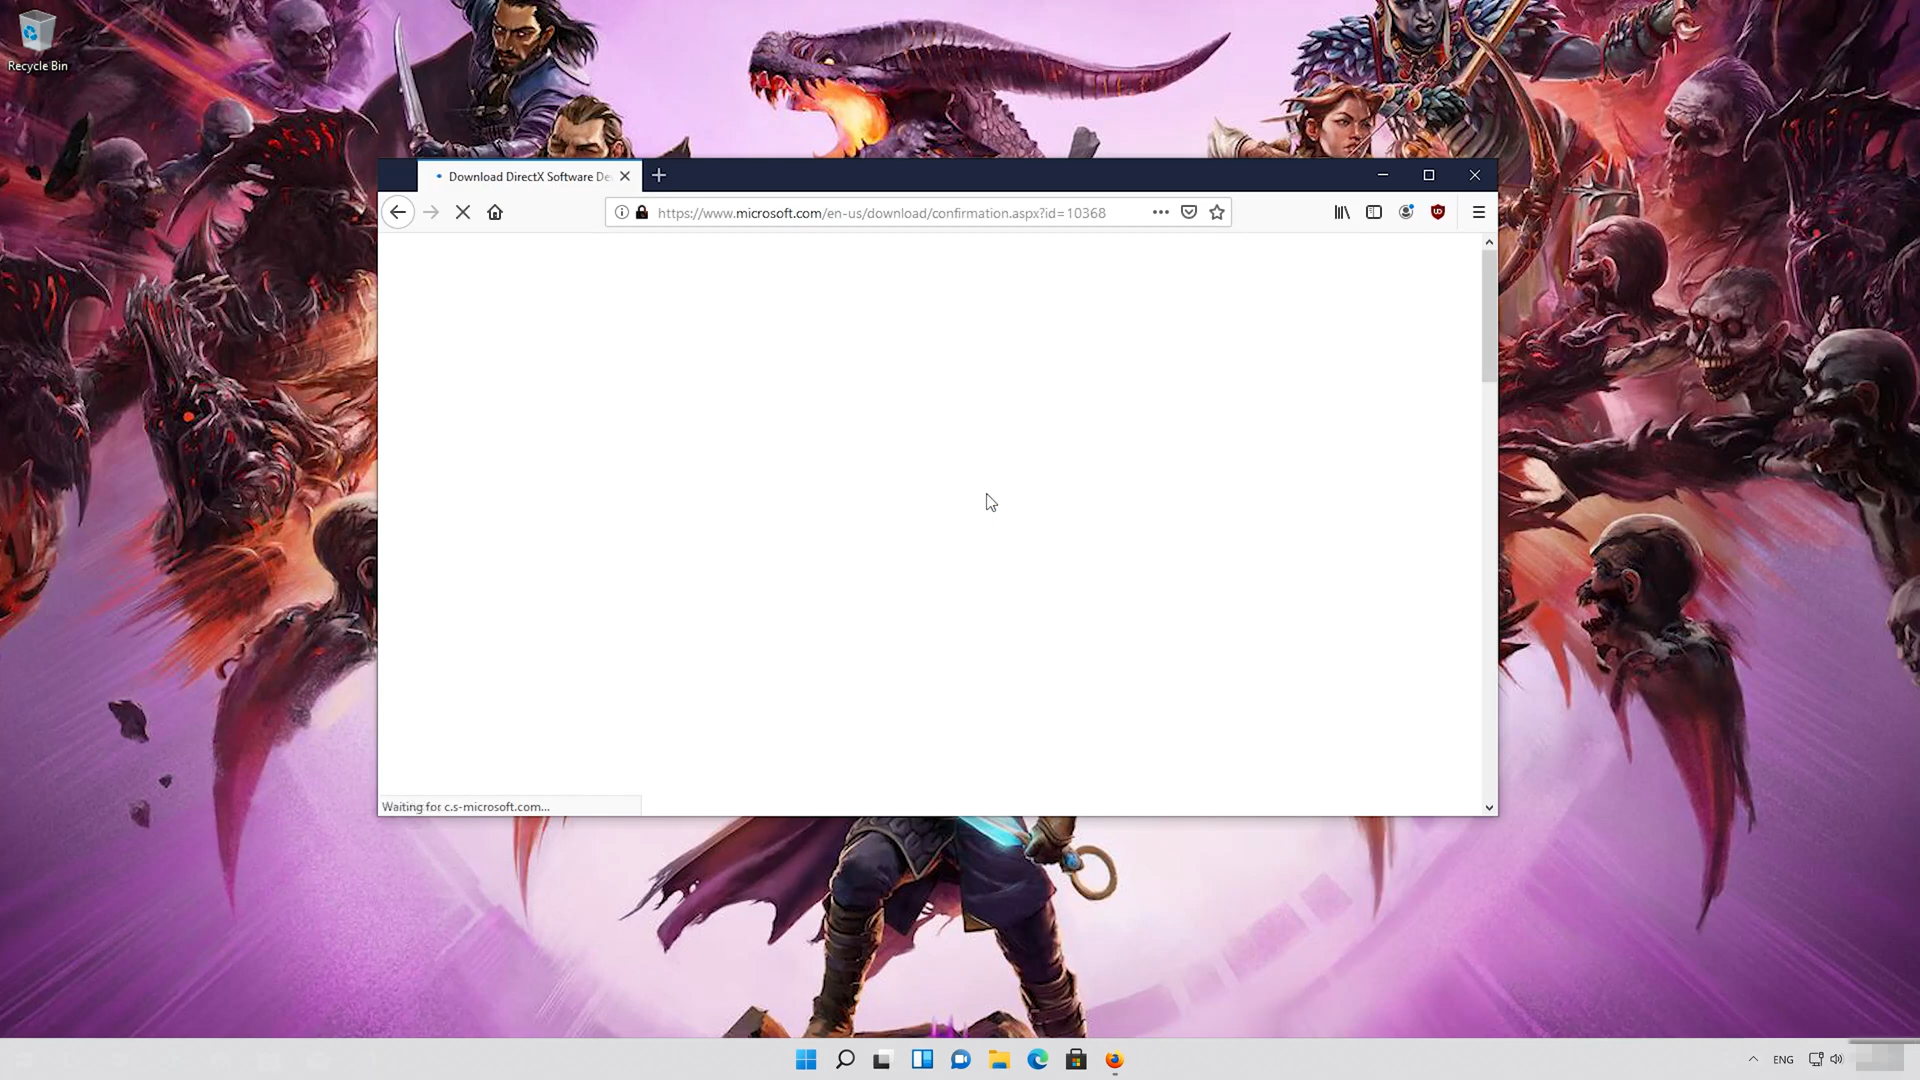 Recycle Bin
Download DirectX Software De
https://www.microsoft.com/en-us/download/confirmation.aspx?id=10368
Waiting for c.s-microsoft.com...
ENG